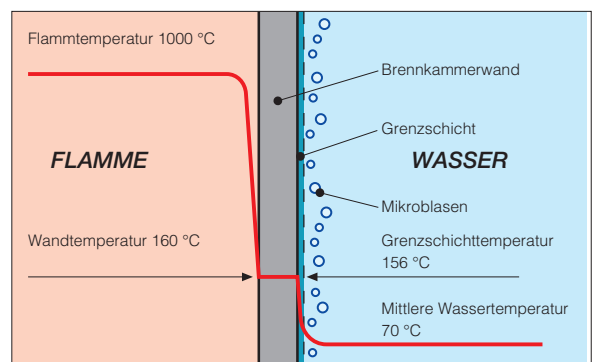 Flammtemperatur 1000 °C
Brennkammerwand
Grenzschicht
FLAMME
WASSER
Mikroblasen
Wandtemperatur 160 °C
Grenzschichttemperatur
156 °C
Mittlere Wassertemperatur
70 °C